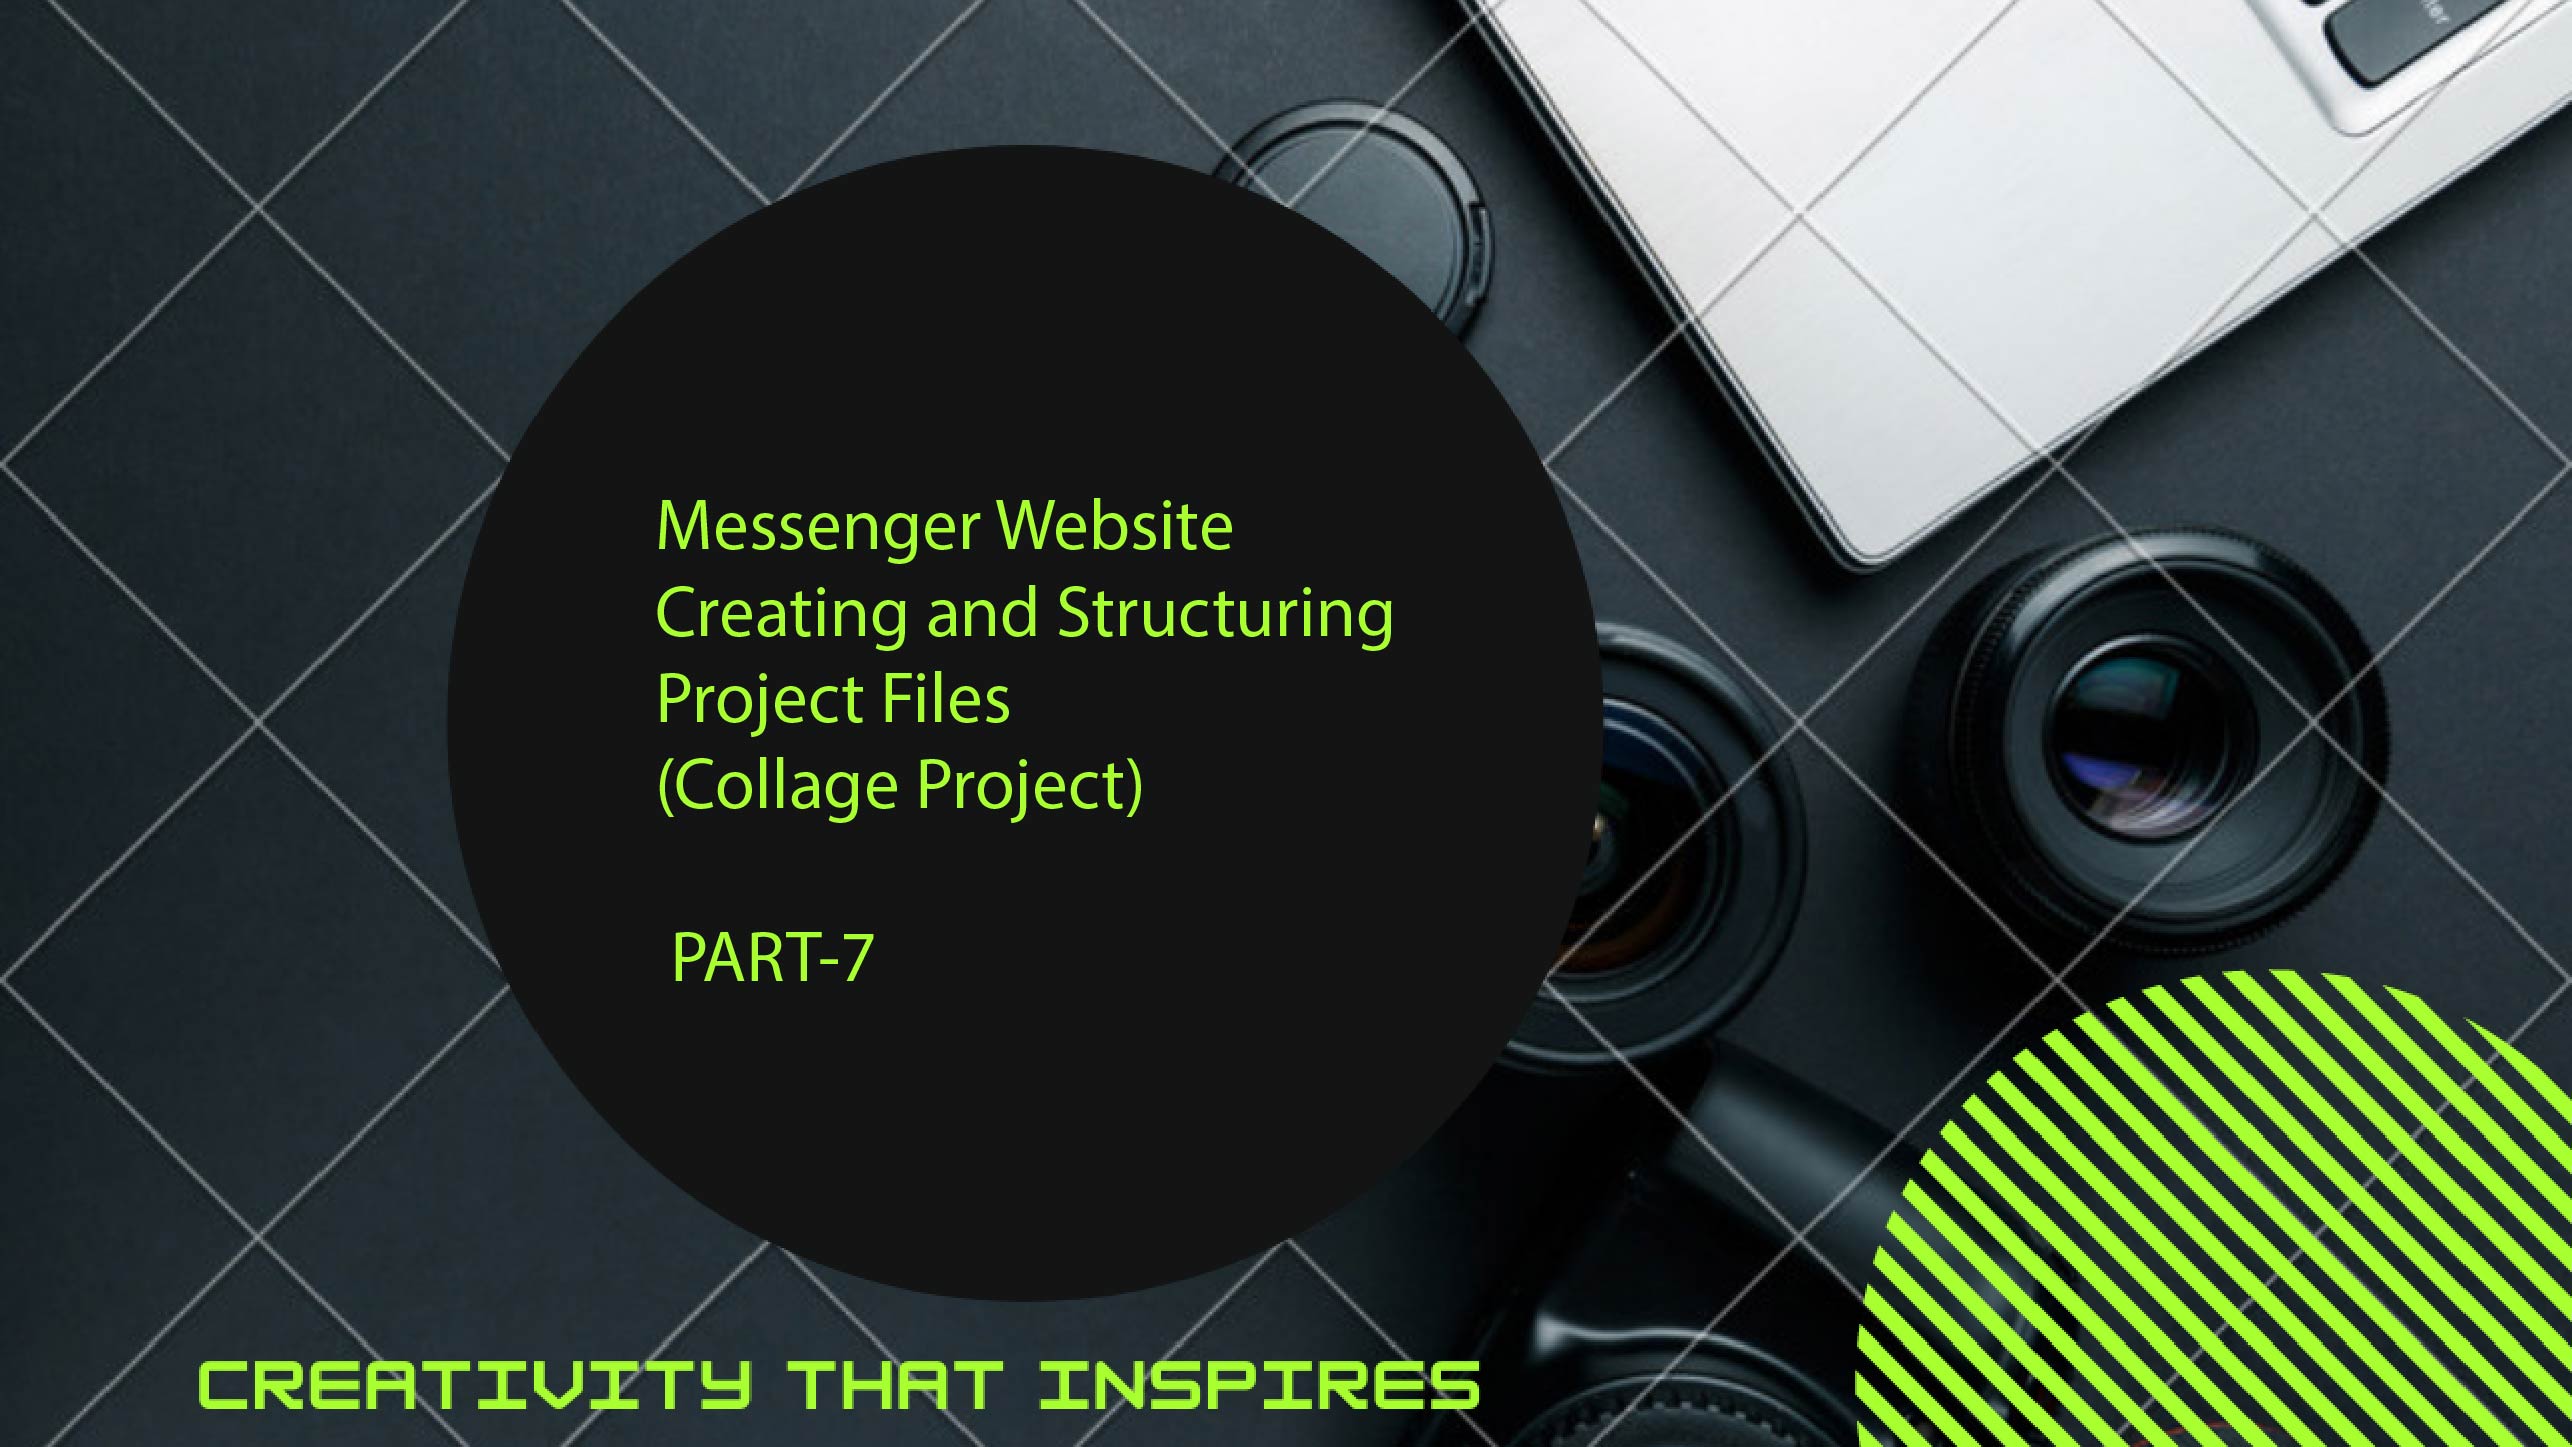 Messenger Website
Creating and Structuring
Project Files
(Collage Project)
PART-7
CREATIVITY THAT INSPIRES